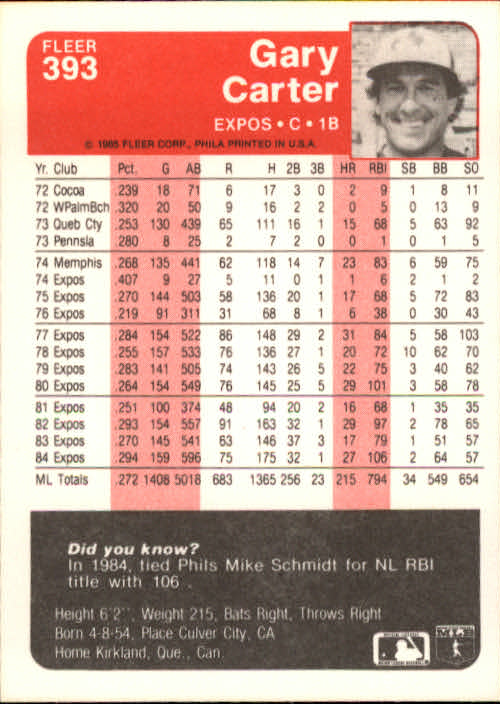 FLEER
393
Gary
Carter
EXPOS • C • 1B
© 1985 FLEER CORP., PHILA PRINTED IN U.S.A.
Yr. Club Pct. G AB R H 2B 3B HR RBI SB BB SO
72 Cocoa .239 18 71 6 17 3 0 2 9 1 8 11
72 WPalmBch .320 20 50 9 16 2 2 0 5 0 13 9
73 Queb Cty .253 130 439 65 111 16 1 15 68 5 63 92
73 Pennsla .280 8 25 2 7 2 0 0 1 0 1 5
74 Memphis .268 135 441 62 118 14 7 23 83 6 59 75
74 Expos .407 9 27 5 11 0 1 1 6 2 1 2
75 Expos .270 144 503 58 136 20 1 17 68 5 72 83
76 Expos .219 91 311 31 68 8 1 6 38 0 30 43
77 Expos .284 154 522 86 148 29 2 31 84 5 58 103
78 Expos .255 157 533 76 136 27 1 20 72 10 62 70
79 Expos .283 141 505 74 143 26 5 22 75 3 40 62
80 Expos .264 154 549 76 145 25 5 29 101 3 58 78
81 Expos .251 100 374 48 94 20 2 16 68 1 35 35
82 Expos .293 154 557 91 163 32 1 29 97 2 78 65
83 Expos .270 145 541 63 146 37 3 17 79 1 51 57
84 Expos .294 159 596 75 175 32 1 27 106 2 64 57
ML Totals .272 1408 5018 683 1365 256 23 215 794 34 549 654
Did you know?
In 1984, tied Phils Mike Schmidt for NL RBI
title with 106 .
Height 6'2'', Weight 215, Bats Right, Throws Right
Born 4-8-54, Place Culver City, CA
Home Kirkland, Que., Can.